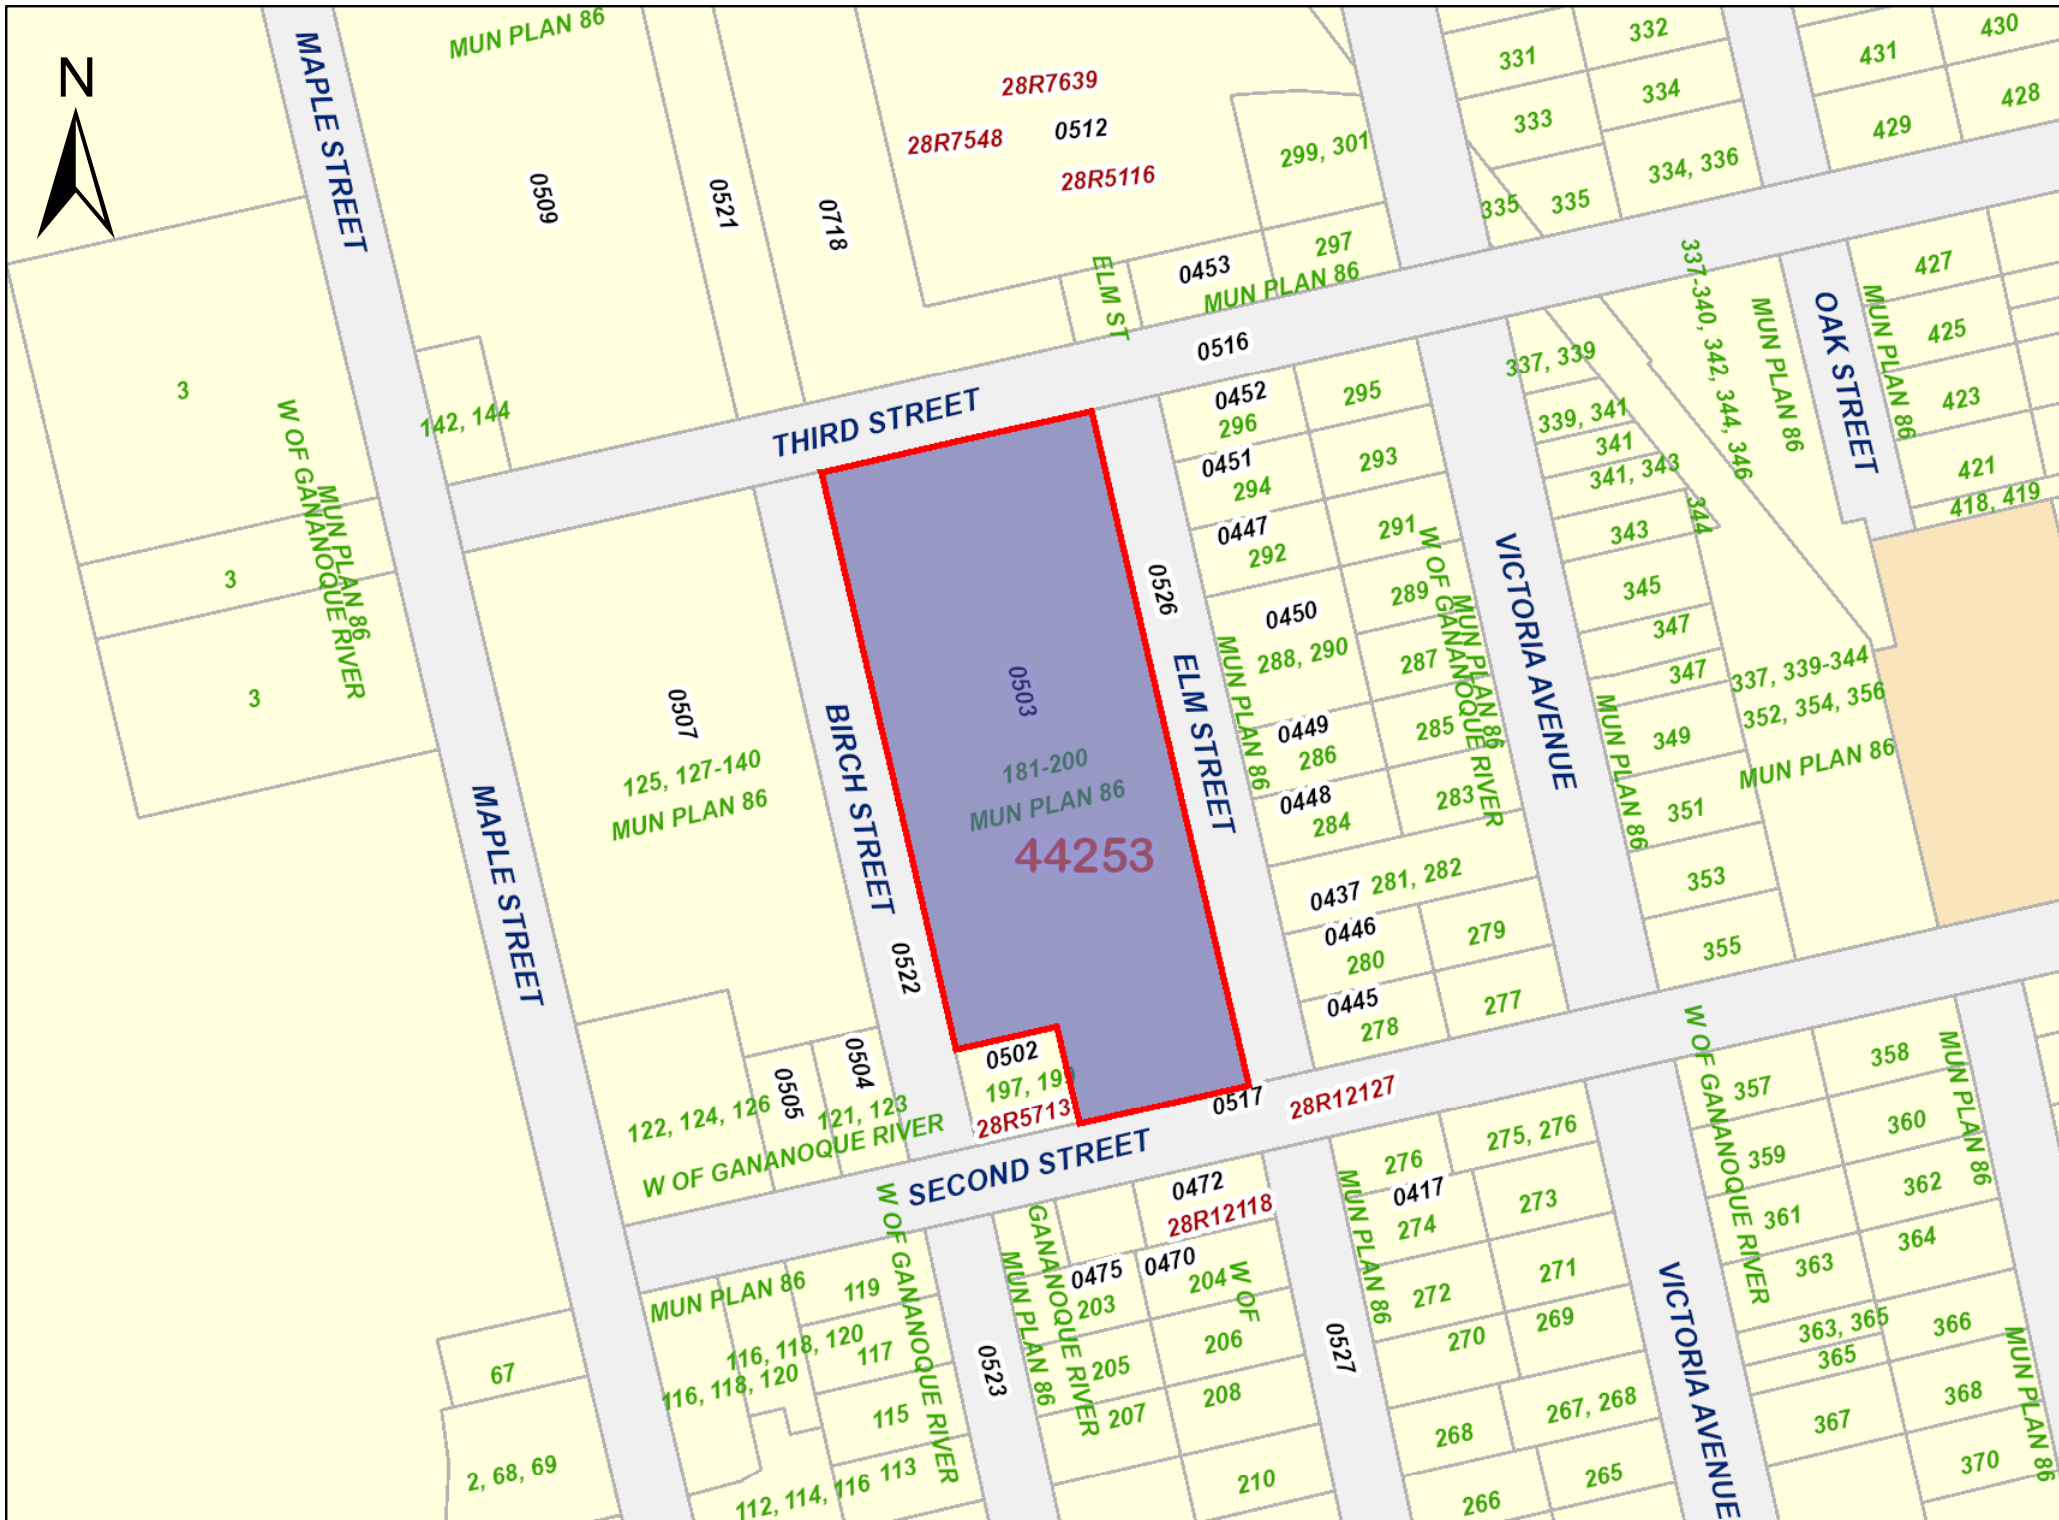 N
MAPLE STREET
MUN PLAN 86
0509
0521
0718
28R7639
28R7548
0512
28R5116
299, 301
297
0453
MUN PLAN 86
ELM ST
0516
331
332
333
334
334, 336
335
335
430
431
428
429
3
3
3
W OF GANANOQUE RIVER
MUN PLAN 86
142, 144
THIRD STREET
0452
296
295
0451
294
293
0447
292
291
0450
288, 290
289
287
0449
286
285
0448
284
283
0437
281, 282
0446
280
279
0445
278
277
W OF GANANOQUE RIVER
MUN PLAN 86
MUN PLAN 86
0526
ELM STREET
VICTORIA AVENUE
MUN PLAN 86
337, 339
339, 341
341
341, 343
344
343
345
347
347
349
351
353
355
337-340, 342, 344, 346
MUN PLAN 86
OAK STREET
MUN PLAN 86
427
425
423
421
418, 419
337, 339-344
352, 354, 356
MUN PLAN 86
0507
125, 127-140
MUN PLAN 86
BIRCH STREET
0522
0503
181-200
MUN PLAN 86
44253
MAPLE STREET
0502
197, 199
28R5713
0504
0505
122, 124, 126
121, 123
W OF GANANOQUE RIVER
0517
28R12127
SECOND STREET
0472
28R12118
0475
0470
203
204
W OF
205
206
207
208
210
GANANOQUE RIVER
MUN PLAN 86
0523
0527
MUN PLAN 86
W OF GANANOQUE RIVER
MUN PLAN 86
119
116, 118, 120
117
116, 118, 120
115
113
112, 114, 116
67
2, 68, 69
276
275, 276
0417
274
273
272
271
270
269
268
267, 268
266
265
VICTORIA AVENUE
W OF GANANOQUE RIVER
357
358
359
360
361
362
363
364
363, 365
365
366
367
368
370
MUN PLAN 86
MUN PLAN 86